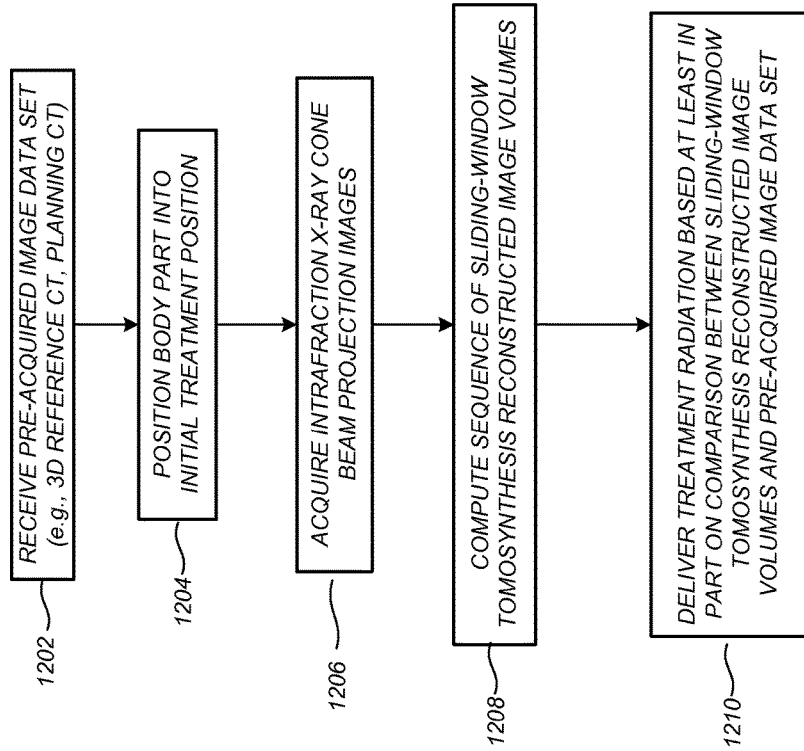 RECEIVE PRE-ACQUIRED IMAGE DATA SET
(e.g., 3D REFERENCE CT, PLANNING CT)
1202
POSITION BODY PART INTO
INITIAL TREATMENT POSITION
1204
ACQUIRE INTRAFRACTION X-RAY CONE
BEAM PROJECTION IMAGES
1206
COMPUTE SEQUENCE OF SLIDING-WINDOW
TOMOSYNTHESIS RECONSTRUCTED IMAGE VOLUMES
1208
DELIVER TREATMENT RADIATION BASED AT LEAST IN
PART ON COMPARISON BETWEEN SLIDING-WINDOW
TOMOSYNTHESIS RECONSTRUCTED IMAGE
VOLUMES AND PRE-ACQUIRED IMAGE DATA SET
1210